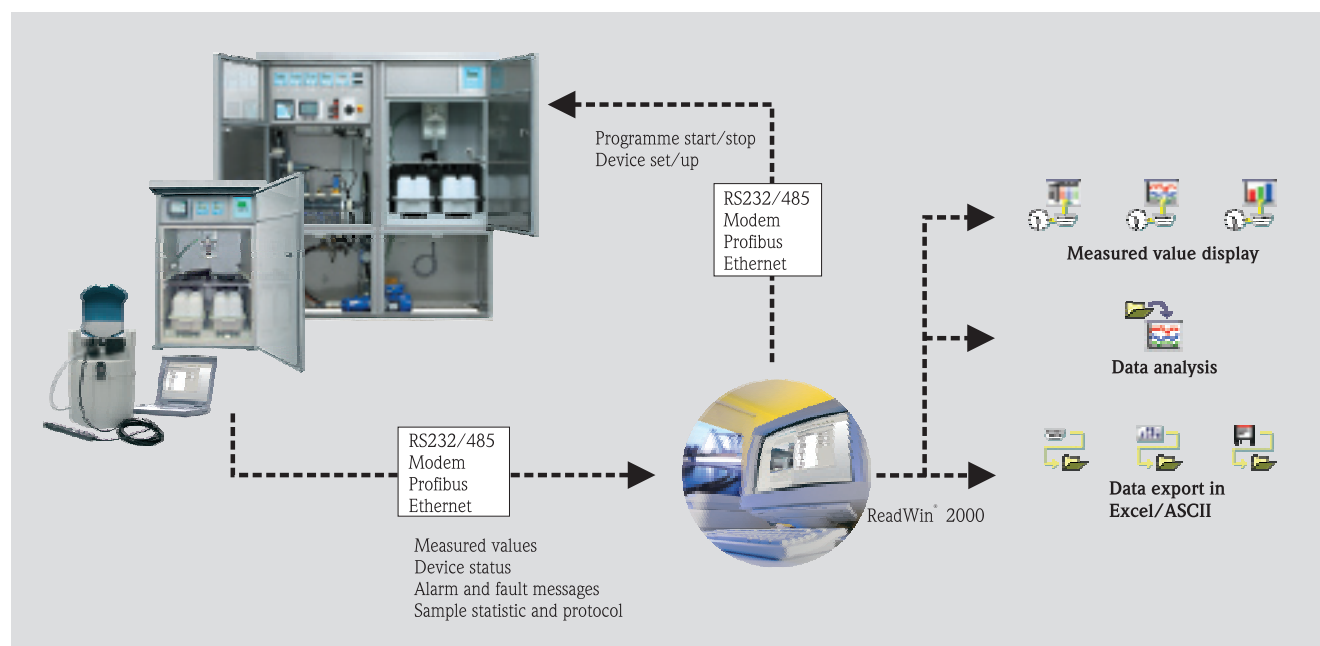 Programme start/stop
Device set/up
RS232/485
Modem
Profibus
Ethernet
Measured value display
Data analysis
RS232/485
Modem
Profibus
Ethernet
Data export in
Excel/ASCII
ReadWin® 2000
Measured values
Device status
Alarm and fault messages
Sample statistic and protocol